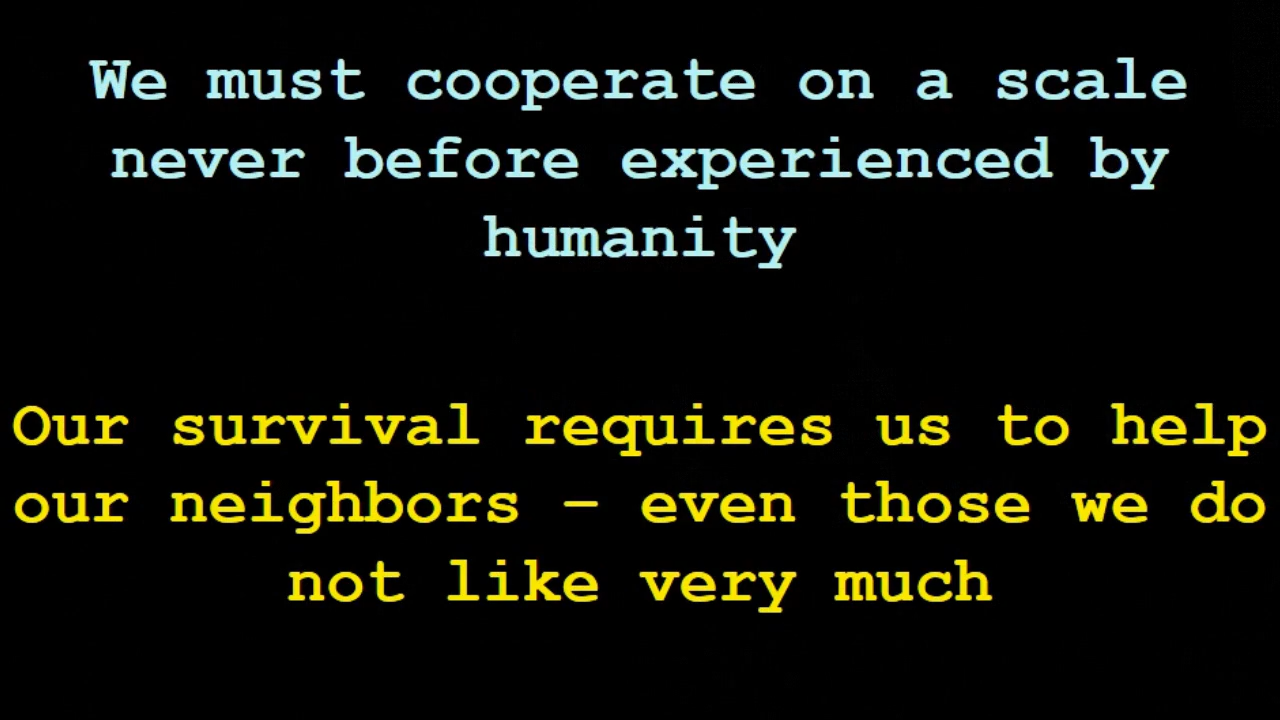 We must cooperate on a scale
never before experienced by
humanity
Our survival requires us to help
our neighbors – even those we do
not like very much